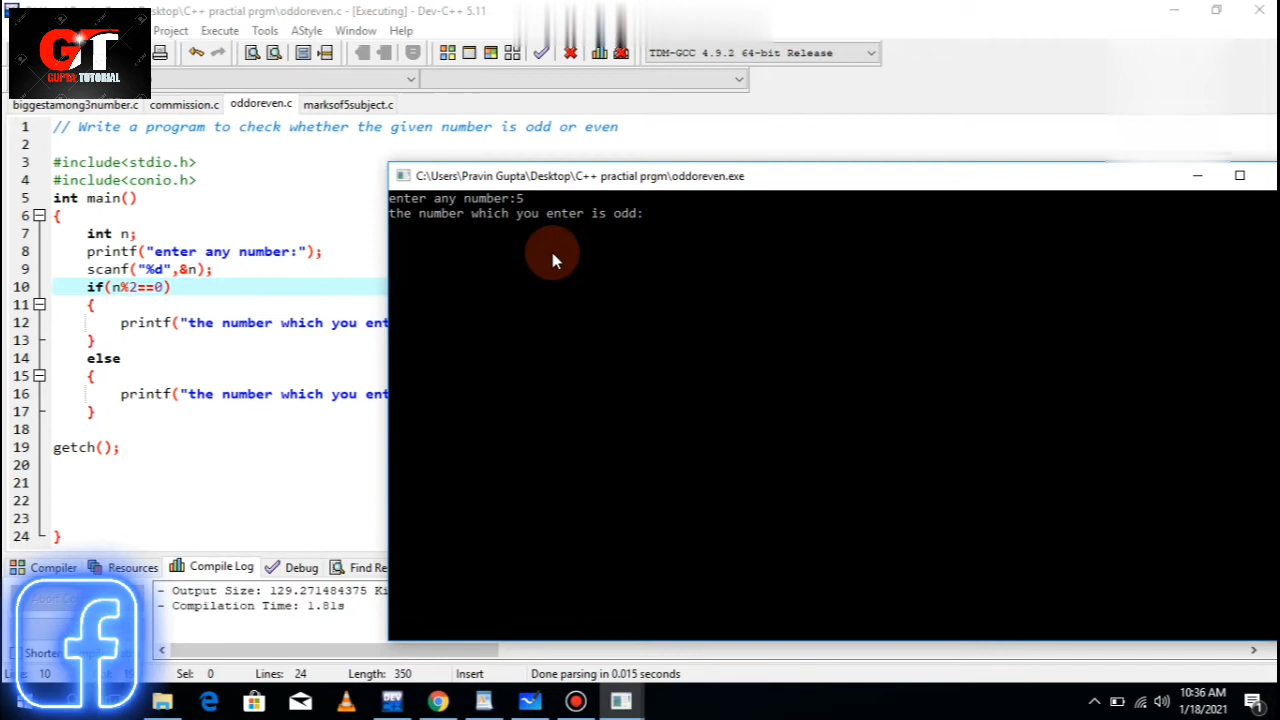 Desktop\C++ practial prgm\oddoreven.c - [Executing] - Dev-C++ 5.11
GT
GUPTA TUTORIAL
Project Execute Tools AStyle Window Help
TDM-GCC 4.9.2 64-bit Release
biggestamong3number.c commission.c oddoreven.c marksof5subject.c
1 // Write a program to check whether the given number is odd or even
2
3 #include<stdio.h>
4 #include<conio.h>
5 int main()
6 {
7 int n;
8 printf("enter any number:");
9 scanf("%d",&n);
10 if(n%2==0)
11 {
12 printf("the number which you ent
13 }
14 else
15 {
16 printf("the number which you ent
17 }
18
19 getch();
20
21
22
23
24 }
C:\Users\Pravin Gupta\Desktop\C++ practial prgm\oddoreven.exe
enter any number:5
the number which you enter is odd:
Compiler Resources Compile Log Debug Find Re
- Output Size: 129.271484375 Ki
- Compilation Time: 1.81s
Shorten
f
Line: 10 Sel: 0 Lines: 24 Length: 350 Insert Done parsing in 0.015 seconds
DEV
10:36 AM
1/18/2021
1